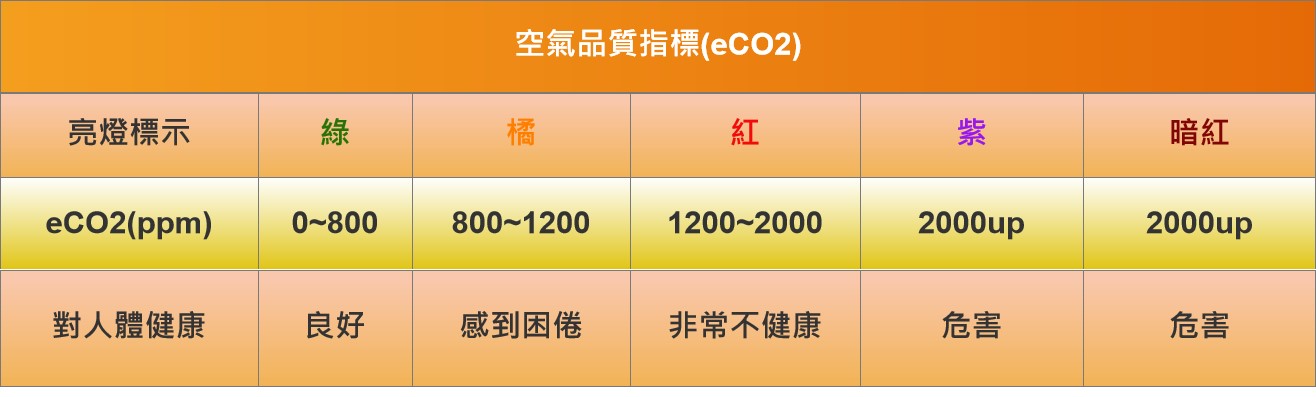 空氣品質指標(eCO2)
亮燈標示 綠 橘 紅 紫 暗紅
eCO2(ppm) 0~800 800~1200 1200~2000 2000up 2000up
對人體健康 良好 感到困倦 非常不健康 危害 危害